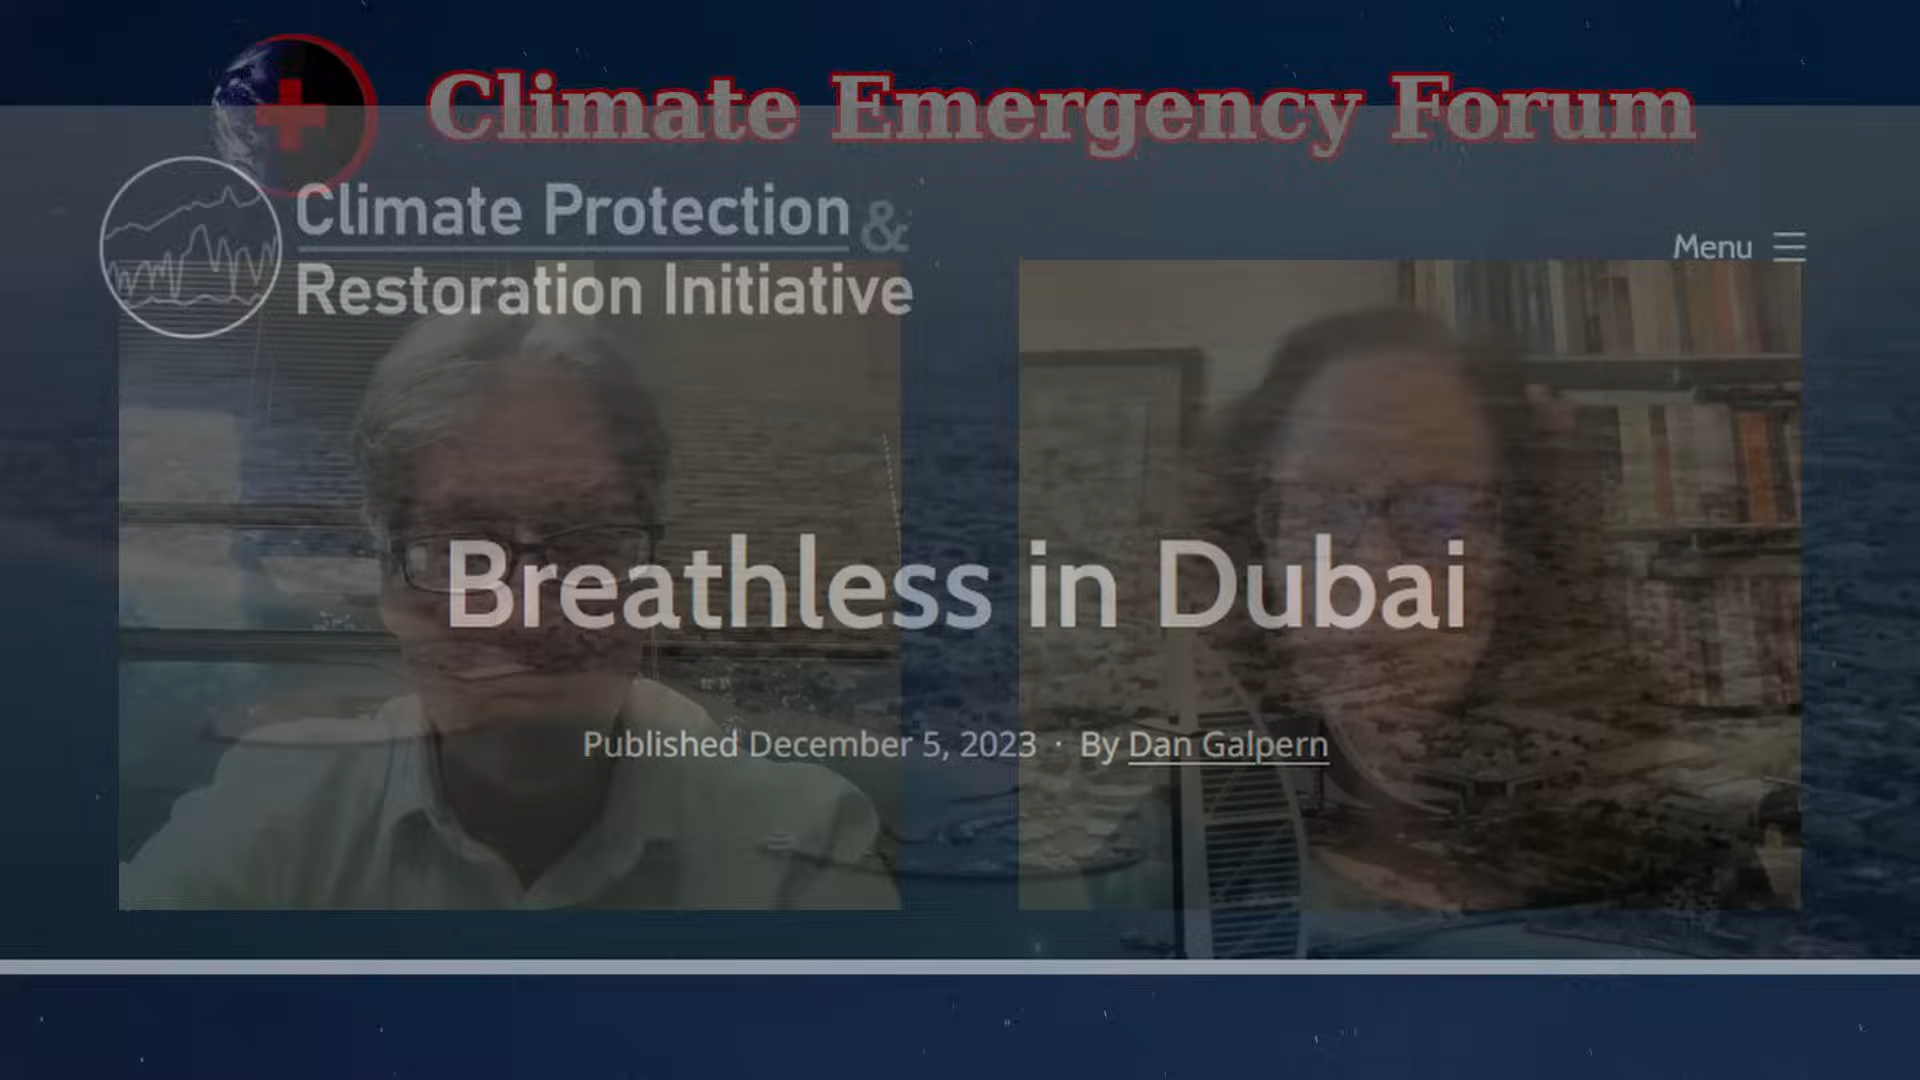 Climate Emergency Forum
Climate Protection &
Restoration Initiative
Menu
Breathless in Dubai
Published December 5, 2023 · By Dan Galpern